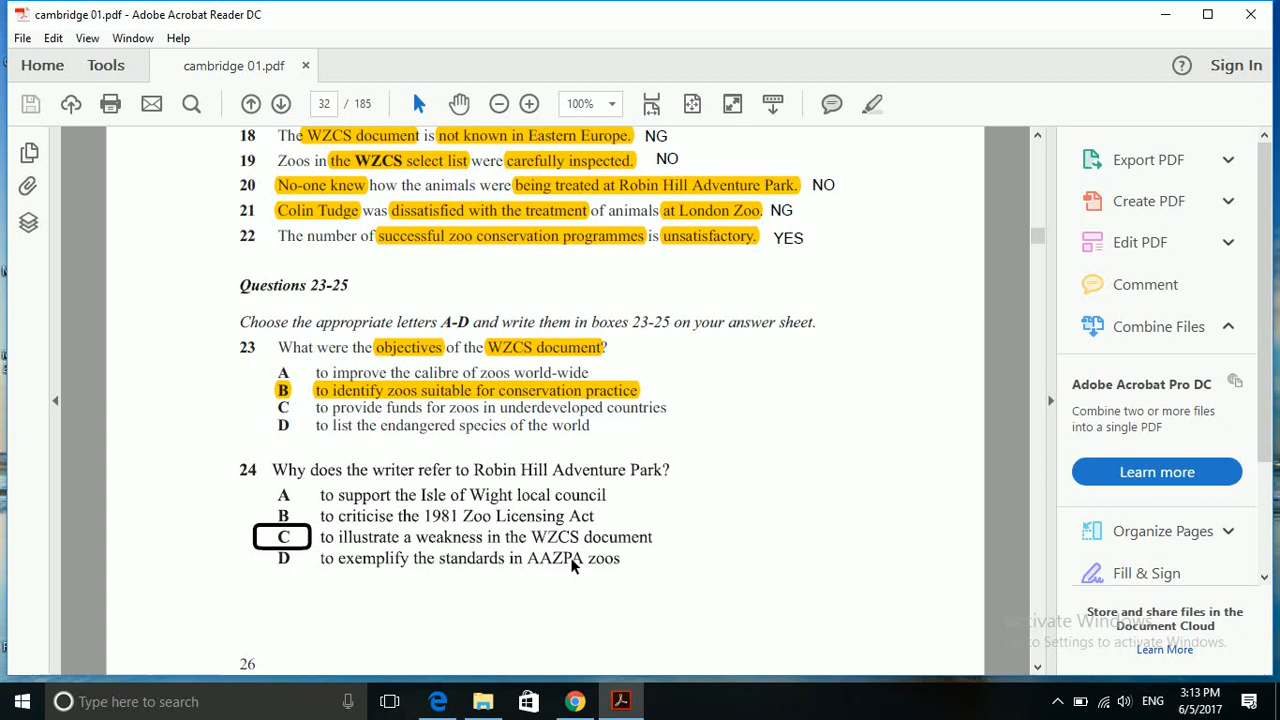 cambridge 01.pdf - Adobe Acrobat Reader DC
File Edit View Window Help
Home Tools cambridge 01.pdf × ? Sign In
32 / 185 100%
18 The WZCS document is not known in Eastern Europe. NG
19 Zoos in the WZCS select list were carefully inspected. NO
20 No-one knew how the animals were being treated at Robin Hill Adventure Park. NO
21 Colin Tudge was dissatisfied with the treatment of animals at London Zoo. NG
22 The number of successful zoo conservation programmes is unsatisfactory. YES
Questions 23-25
Choose the appropriate letters A-D and write them in boxes 23-25 on your answer sheet.
23 What were the objectives of the WZCS document?
A to improve the calibre of zoos world-wide
B to identify zoos suitable for conservation practice
C to provide funds for zoos in underdeveloped countries
D to list the endangered species of the world
24 Why does the writer refer to Robin Hill Adventure Park?
A to support the Isle of Wight local council
B to criticise the 1981 Zoo Licensing Act
C to illustrate a weakness in the WZCS document
D to exemplify the standards in AAZPA zoos
26
Export PDF
Create PDF
Edit PDF
Comment
Combine Files
Adobe Acrobat Pro DC
Combine two or more files
into a single PDF
Learn more
Organize Pages
Fill & Sign
Store and share files in the
Document Cloud
Learn More
Activate Windows
Go to Settings to activate Windows.
Type here to search
ENG
3:13 PM
6/5/2017